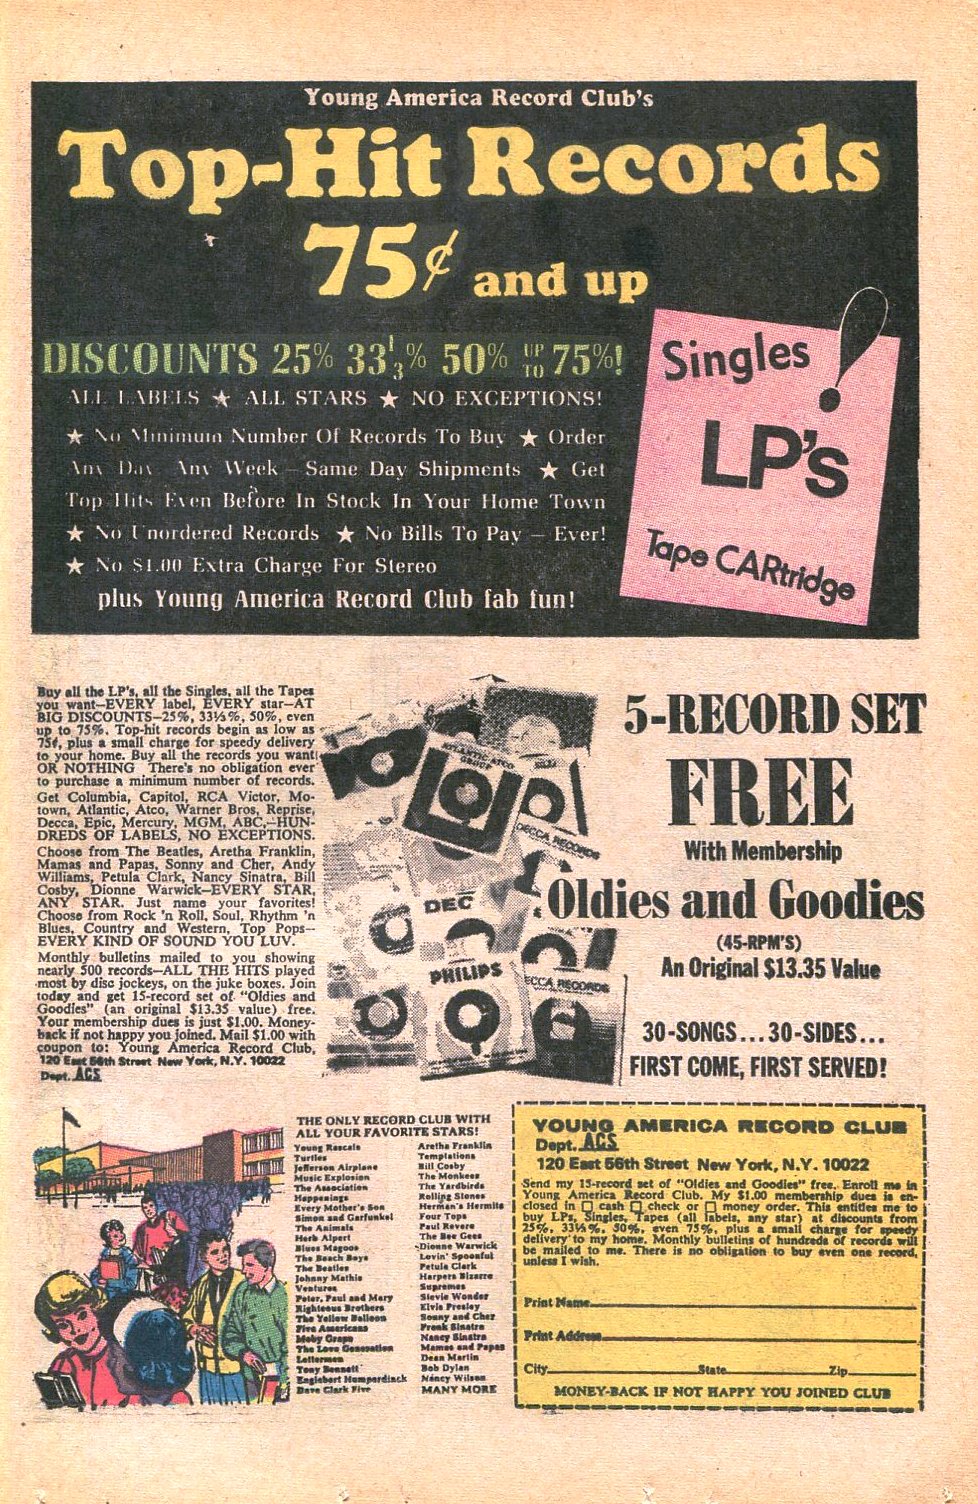 Young America Record Club's
Top-Hit Records
75¢ and up
DISCOUNTS 25% 33⅓% 50% UP TO 75%!
ALL LABELS ★ ALL STARS ★ NO EXCEPTIONS!
★ No Minimum Number Of Records To Buy ★ Order
Any Day, Any Week — Same Day Shipments ★ Get
Top Hits Even Before In Stock In Your Home Town
★ No Unordered Records ★ No Bills To Pay — Ever!
★ No $1.00 Extra Charge For Stereo
plus Young America Record Club fab fun!
Singles
LP's
Tape CARtridge
Buy all the LP's, all the Singles, all the Tapes
you want—EVERY label, EVERY star—AT
BIG DISCOUNTS—25%, 33⅓%, 50%, even
up to 75%. Top-hit records begin as low as
75¢, plus a small charge for speedy delivery
to your home. Buy all the records you want
OR NOTHING There's no obligation ever
to purchase a minimum number of records.
Get Columbia, Capitol, RCA Victor, Mo-
town, Atlantic, Atco, Warner Bros, Reprise,
Decca, Epic, Mercury, MGM, ABC,—HUN-
DREDS OF LABELS, NO EXCEPTIONS.
Choose from The Beatles, Aretha Franklin,
Mamas and Papas, Sonny and Cher, Andy
Williams, Petula Clark, Nancy Sinatra, Bill
Cosby, Dionne Warwick—EVERY STAR,
ANY STAR. Just name your favorites!
Choose from Rock 'n Roll, Soul, Rhythm 'n
Blues, Country and Western, Top Pops—
EVERY KIND OF SOUND YOU LUV.
Monthly bulletins mailed to you showing
nearly 500 records—ALL THE HITS played
most by disc jockeys, on the juke boxes. Join
today and get 15-record set of "Oldies and
Goodies" (an original $13.35 value) free.
Your membership dues is just $1.00. Money-
back if not happy you joined. Mail $1.00 with
coupon to: Young America Record Club,
120 East 56th Street New York, N.Y. 10022
Dept. ACS
ATLANTIC-ATCO
GROUP
DECCA RECORDS
DEC
PHILIPS
ECCA RECORDS
5-RECORD SET
FREE
With Membership
Oldies and Goodies
(45-RPM'S)
An Original $13.35 Value
30-SONGS...30-SIDES...
FIRST COME, FIRST SERVED!
THE ONLY RECORD CLUB WITH
ALL YOUR FAVORITE STARS!
Young Rascals
Turtles
Jefferson Airplane
Music Explosion
The Association
Happenings
Every Mother's Son
Simon and Garfunkel
The Animals
Herb Alpert
Blues Magoos
The Beach Boys
The Beatles
Johnny Mathis
Ventures
Peter, Paul and Mary
Righteous Brothers
The Yellow Balloon
Five Americans
Moby Grape
The Love Generation
Lettermen
Tony Bennett
Englebert Humperdinck
Dave Clark Five
Aretha Franklin
Temptations
Bill Cosby
The Monkees
The Yardbirds
Rolling Stones
Herman's Hermits
Four Tops
Paul Revere
The Bee Gees
Dionne Warwick
Lovin' Spoonful
Petula Clark
Harpers Bizarre
Supremes
Stevie Wonder
Elvis Presley
Sonny and Cher
Frank Sinatra
Nancy Sinatra
Mamas and Papas
Dean Martin
Bob Dylan
Nancy Wilson
MANY MORE
YOUNG AMERICA RECORD CLUB
Dept. ACS
120 East 56th Street New York, N.Y. 10022
Send my 15-record set of "Oldies and Goodies" free. Enroll me in
Young America Record Club. My $1.00 membership dues is en-
closed in □ cash □ check or □ money order. This entitles me to
buy LPs, Singles, Tapes (all labels, any star) at discounts from
25%, 33⅓%, 50%, even 75%, plus a small charge for speedy
delivery to my home. Monthly bulletins of hundreds of records will
be mailed to me. There is no obligation to buy even one record,
unless I wish.
Print Name
Print Address
City State Zip
MONEY-BACK IF NOT HAPPY YOU JOINED CLUB